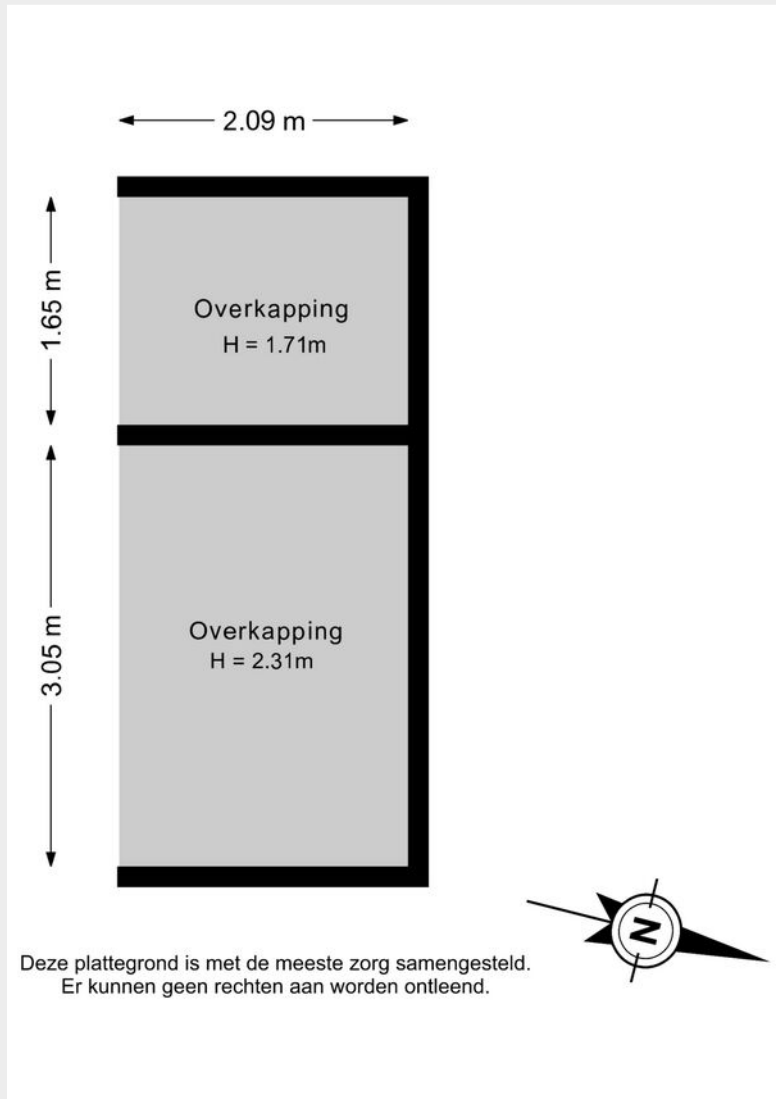 2.09 m
1.65 m
Overkapping
H = 1.71m
3.05 m
Overkapping
H = 2.31m
N
Deze plattegrond is met de meeste zorg samengesteld.
Er kunnen geen rechten aan worden ontleend.